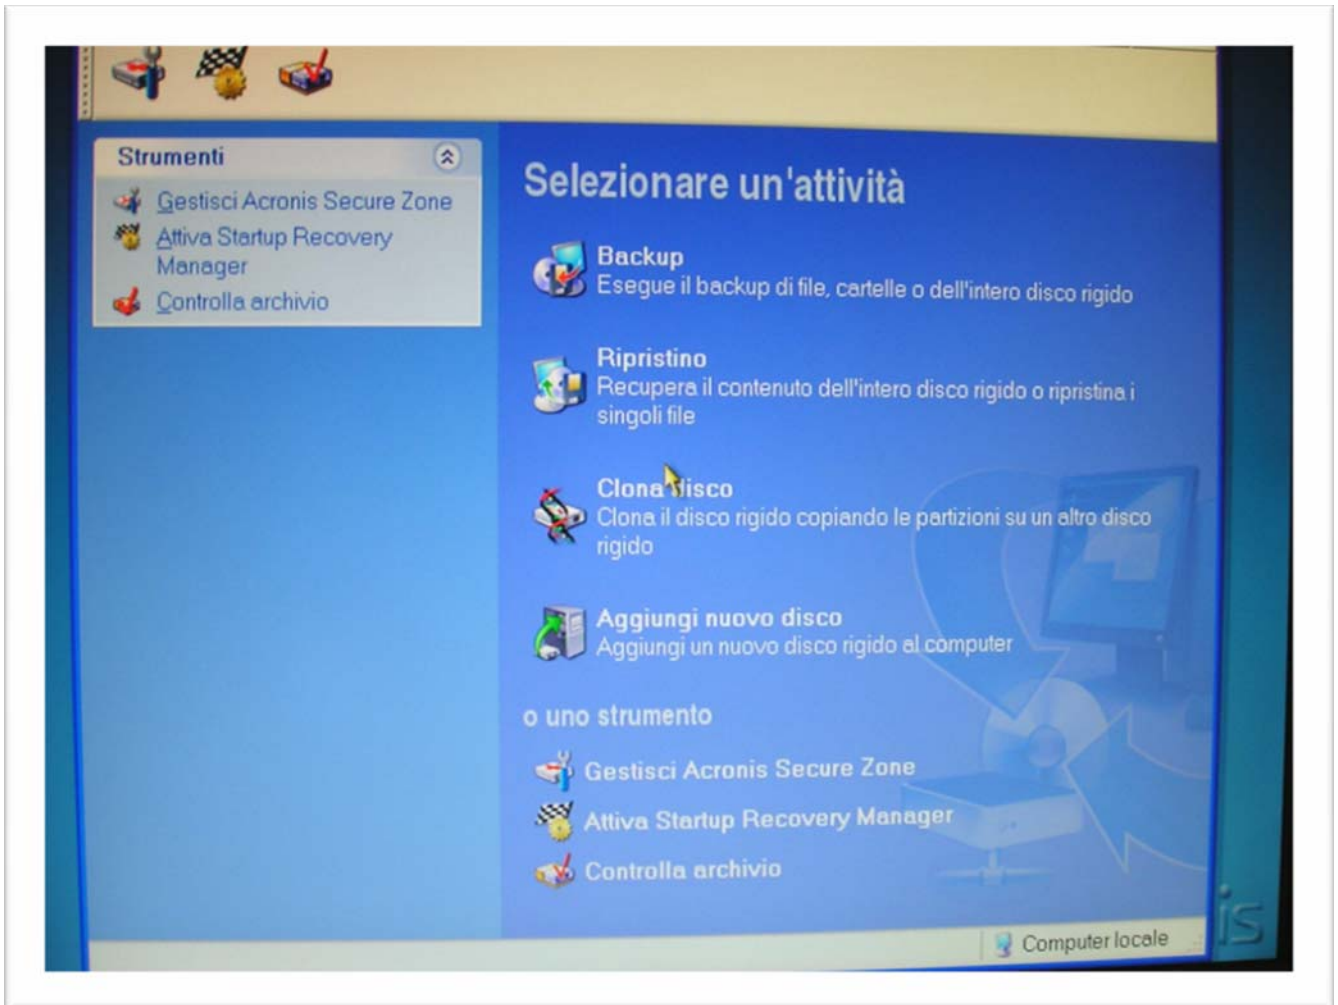 Strumenti
Gestisci Acronis Secure Zone
Attiva Startup Recovery
Manager
Controlla archivio
Selezionare un'attività
Backup
Esegue il backup di file, cartelle o dell'intero disco rigido
Ripristino
Recupera il contenuto dell'intero disco rigido o ripristina i
singoli file
Clona disco
Clona il disco rigido copiando le partizioni su un altro disco
rigido
Aggiungi nuovo disco
Aggiungi un nuovo disco rigido al computer
o uno strumento
Gestisci Acronis Secure Zone
Attiva Startup Recovery Manager
Controlla archivio
Computer locale
is